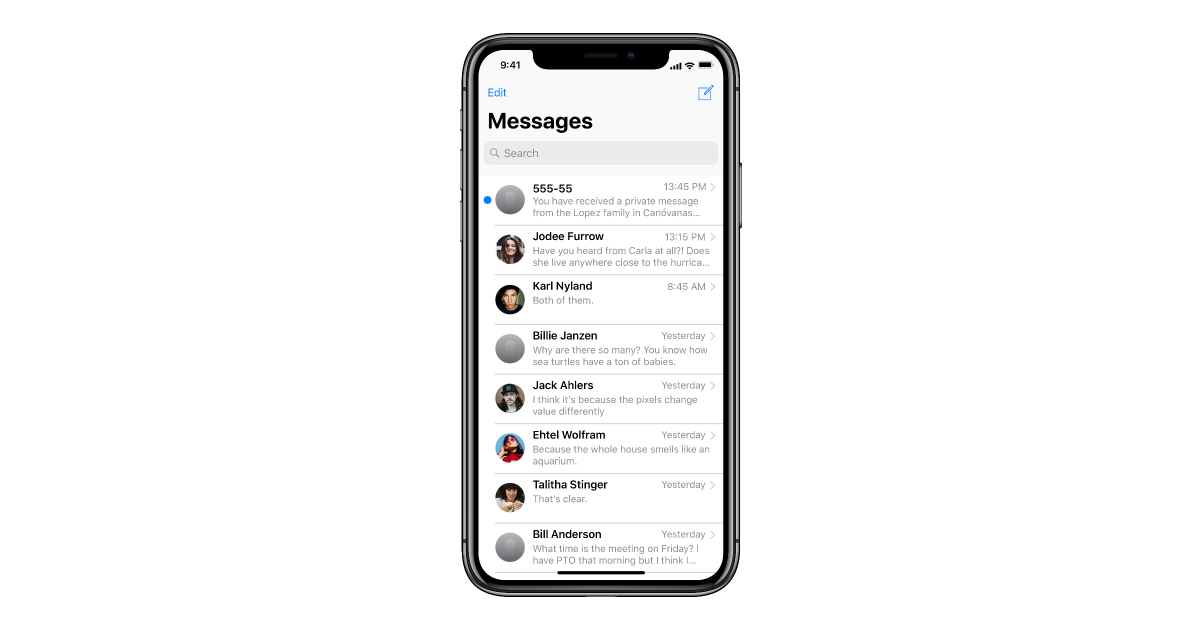 9:41
Edit
Messages
Search
555-55 13:45 PM
You have received a private message
from the Lopez family in Canóvanas...
Jodee Furrow 13:15 PM
Have you heard from Carla at all?! Does
she live anywhere close to the hurrica...
Karl Nyland 8:45 AM
Both of them.
Billie Janzen Yesterday
Why are there so many? You know how
sea turtles have a ton of babies.
Jack Ahlers Yesterday
I think it's because the pixels change
value differently
Ehtel Wolfram Yesterday
Because the whole house smells like an
aquarium.
Talitha Stinger Yesterday
That's clear.
Bill Anderson Yesterday
What time is the meeting on Friday? I
have PTO that morning but I think I...